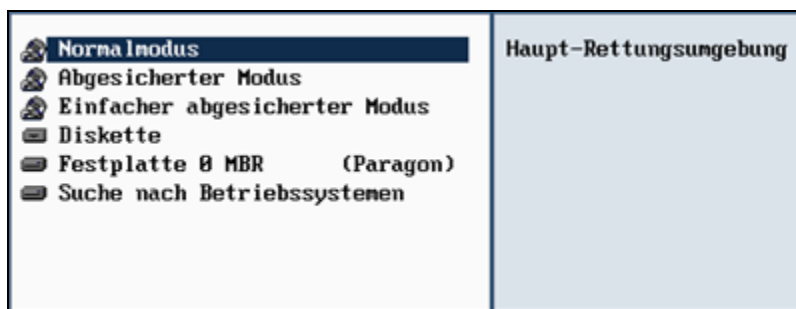 Normalmodus
Abgesicherter Modus
Einfacher abgesicherter Modus
Diskette
Festplatte 0 MBR (Paragon)
Suche nach Betriebssystemen
Haupt-Rettungsumgebung